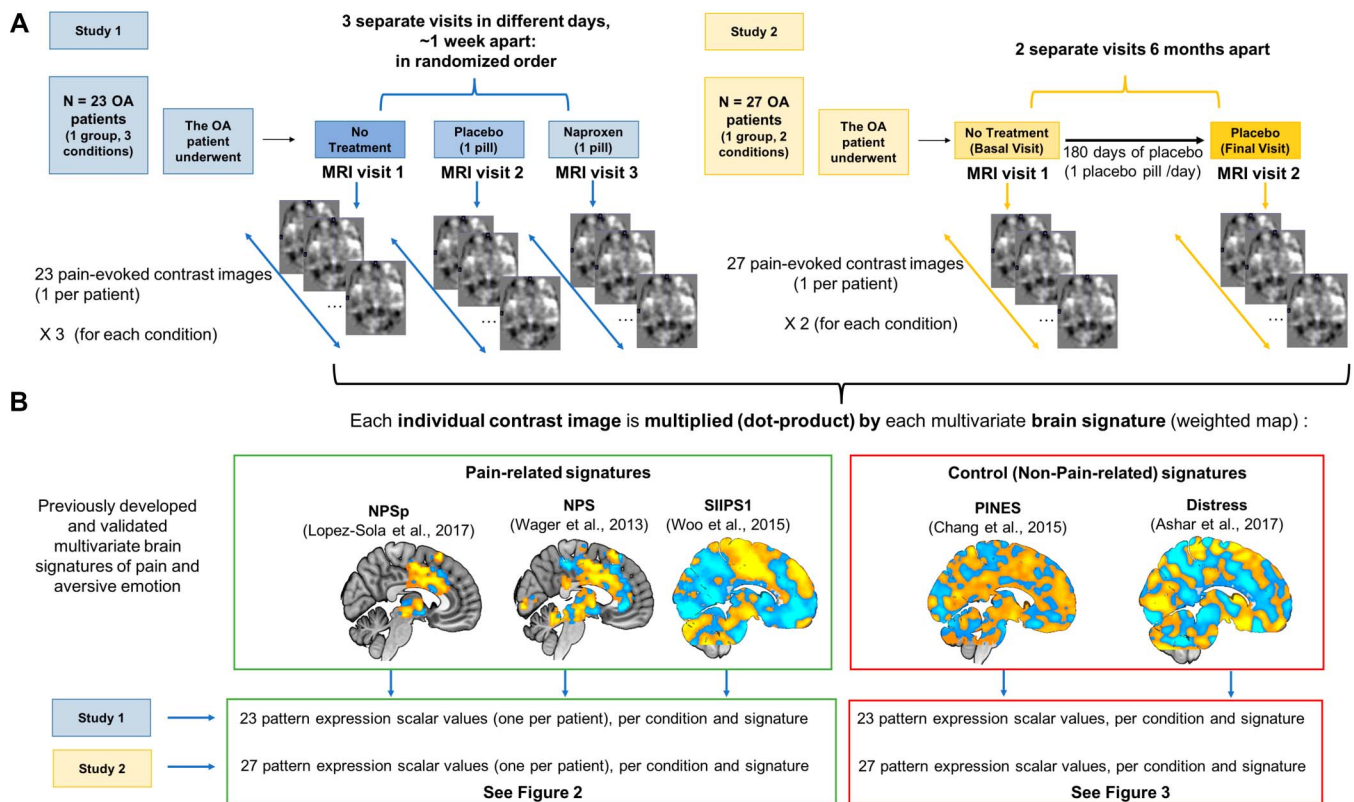 A
Study 1
3 separate visits in different days,
~1 week apart:
in randomized order
N = 23 OA
patients
(1 group, 3
conditions)
The OA
patient
underwent
No
Treatment
Placebo
(1 pill)
Naproxen
(1 pill)
MRI visit 1
MRI visit 2
MRI visit 3
23 pain-evoked contrast images
(1 per patient)
X 3 (for each condition)
...
...
...
Study 2
2 separate visits 6 months apart
N = 27 OA
patients
(1 group, 2
conditions)
The OA
patient
underwent
No Treatment
(Basal Visit)
180 days of placebo
(1 placebo pill /day)
Placebo
(Final Visit)
MRI visit 1
MRI visit 2
27 pain-evoked contrast images
(1 per patient)
X 2 (for each condition)
...
...
B
Each individual contrast image is multiplied (dot-product) by each multivariate brain signature (weighted map) :
Previously developed
and validated
multivariate brain
signatures of pain and
aversive emotion
Pain-related signatures
NPSp
(Lopez-Sola et al., 2017)
NPS
(Wager et al., 2013)
SIIPS1
(Woo et al., 2015)
Control (Non-Pain-related) signatures
PINES
(Chang et al., 2015)
Distress
(Ashar et al., 2017)
Study 1
23 pattern expression scalar values (one per patient), per condition and signature
23 pattern expression scalar values, per condition and signature
Study 2
27 pattern expression scalar values (one per patient), per condition and signature
27 pattern expression scalar values, per condition and signature
See Figure 2
See Figure 3